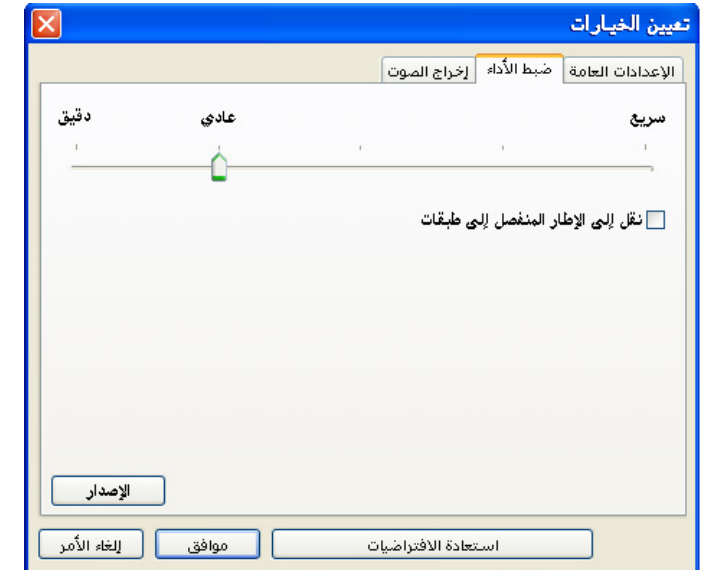 تعيين الخيارات
الإعدادات العامة ضبط الأداء إخراج الصوت
سريع عادي دقيق
نقل إلى الإطار المنفصل إلى طبقات
الإصدار
استعادة الافتراضيات موافق إلغاء الأمر